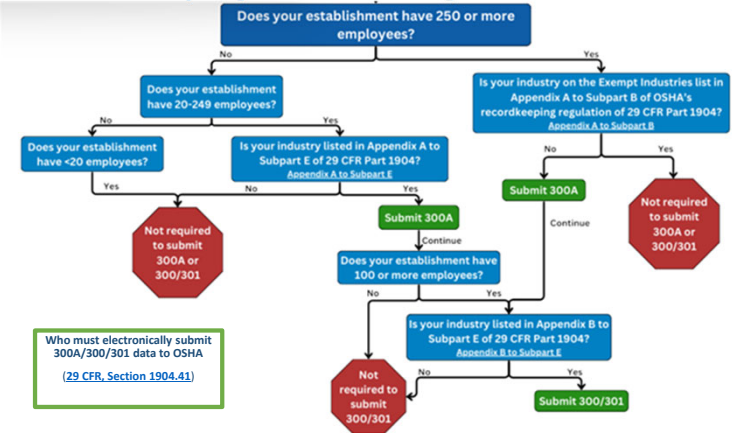 Does your establishment have 250 or more
employees?
No
Yes
Does your establishment
have 20-249 employees?
Is your industry on the Exempt Industries list in
Appendix A to Subpart B of OSHA's
recordkeeping regulation of 29 CFR Part 1904?
Appendix A to Subpart B
No
Yes
Does your establishment
have <20 employees?
Is your industry listed in Appendix A to
Subpart E of 29 CFR Part 1904?
Appendix A to Subpart E
No
Yes
Yes
No
Yes
Submit 300A
Not required
to submit
300A or
300/301
Submit 300A
Not required
to submit
300A or
300/301
Continue
Continue
Does your establishment have
100 or more employees?
No
Yes
Is your industry listed in Appendix B to
Subpart E of 29 CFR Part 1904?
Appendix B to Subpart E
Who must electronically submit
300A/300/301 data to OSHA
(29 CFR, Section 1904.41)
No
Yes
Not
required to
submit
300/301
Submit 300/301